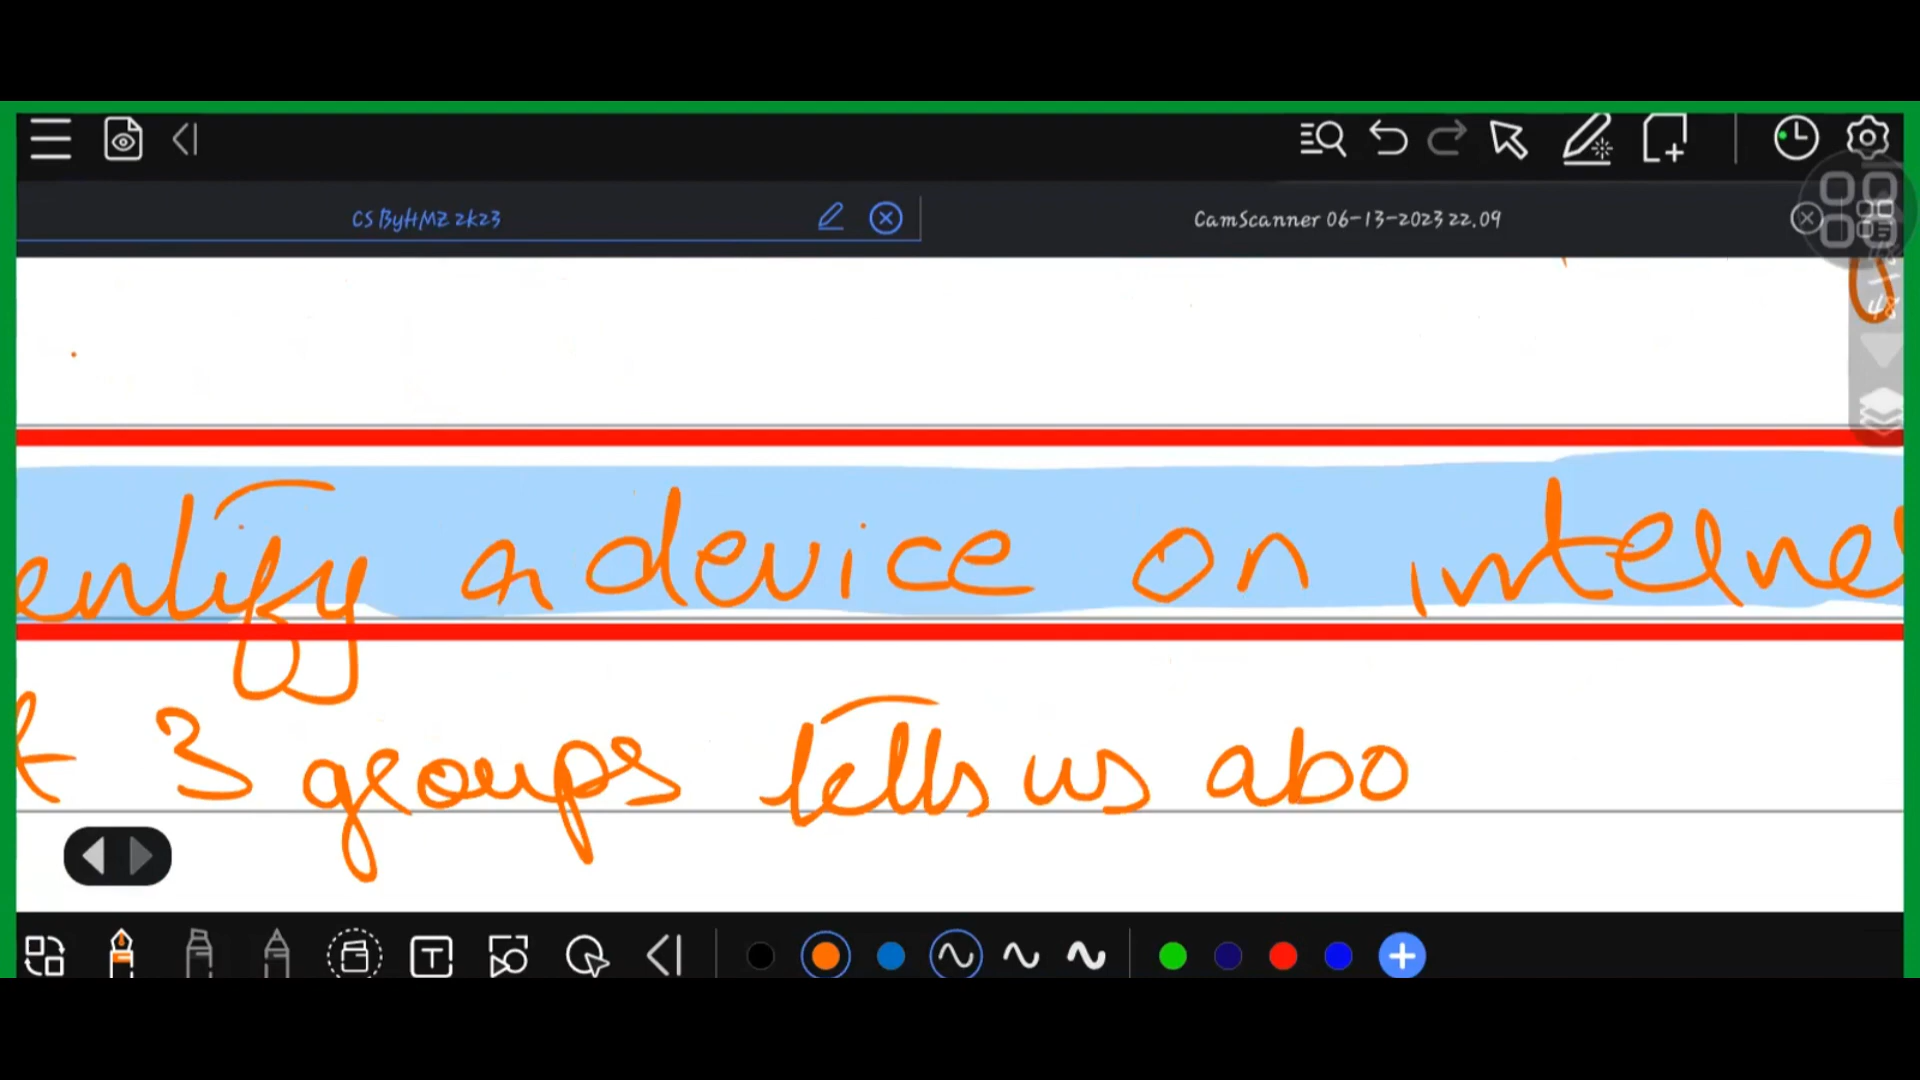 CS ByHMZ 2k23
CamScanner 06-13-2023 22.09
entify a device on interne
t 3 groups tells us abo